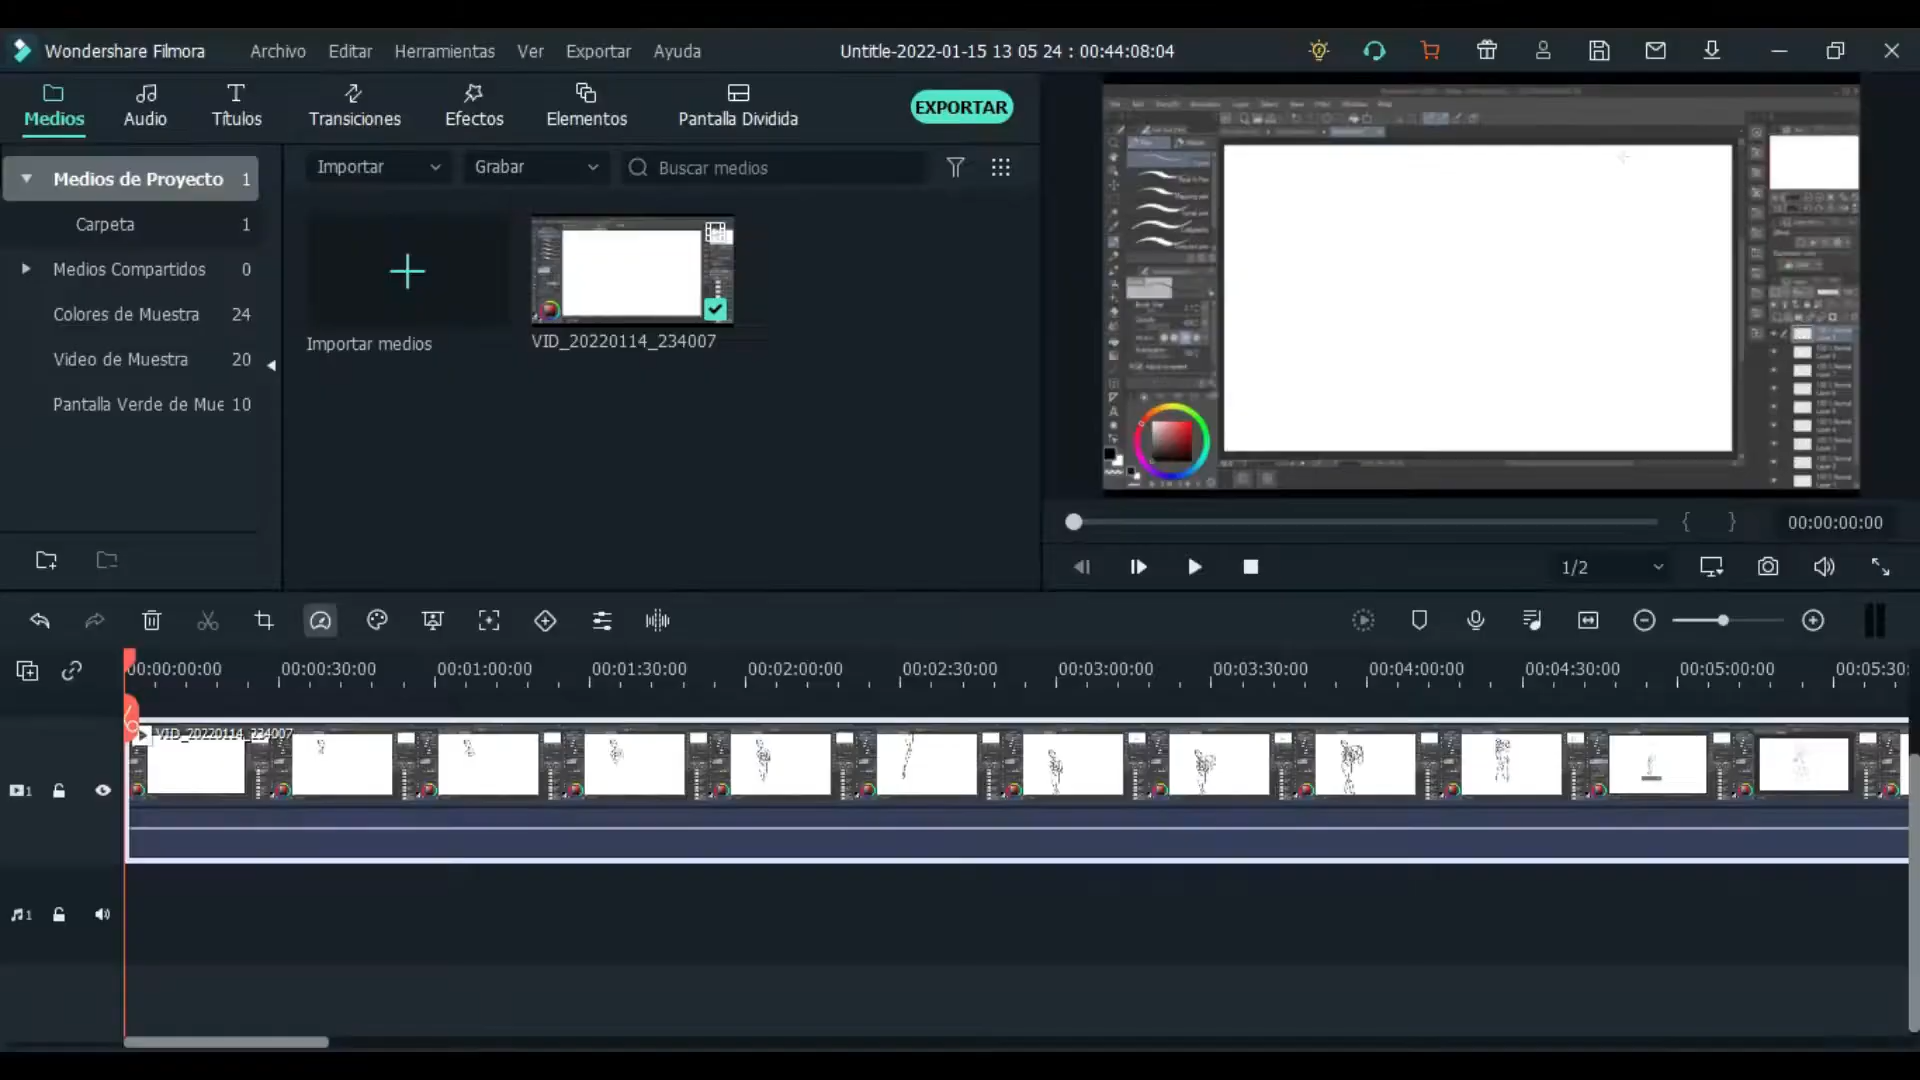 Wondershare Filmora Archivo Editar Herramientas Ver Exportar Ayuda Untitle-2022-01-15 13 05 24 : 00:44:08:04
Medios Audio Títulos Transiciones Efectos Elementos Pantalla Dividida EXPORTAR
Medios de Proyecto 1
Carpeta 1
Medios Compartidos 0
Colores de Muestra 24
Video de Muestra 20
Pantalla Verde de Mue 10
Importar Grabar Buscar medios
Importar medios VID_20220114_234007
00:00:00:00
1/2
00:00:00:00 00:00:30:00 00:01:00:00 00:01:30:00 00:02:00:00 00:02:30:00 00:03:00:00 00:03:30:00 00:04:00:00 00:04:30:00 00:05:00:00 00:05:30:
VID_20220114_234007
1
1